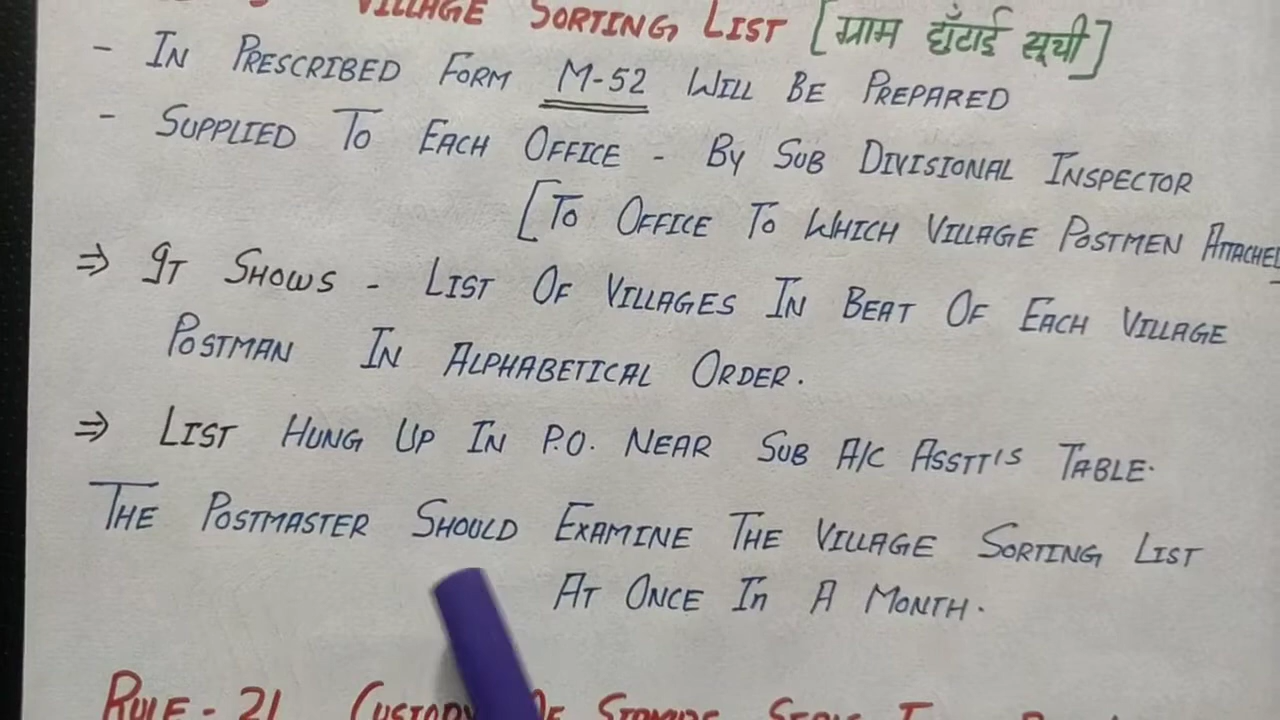 VILLAGE SORTING LIST [ग्राम छँटाई सूची]
- IN PRESCRIBED FORM M-52 WILL BE PREPARED
- SUPPLIED TO EACH OFFICE - BY SUB DIVISIONAL INSPECTOR
[TO OFFICE TO WHICH VILLAGE POSTMEN ATTACHED
⇒ IT SHOWS - LIST OF VILLAGES IN BEAT OF EACH VILLAGE
POSTMAN IN ALPHABETICAL ORDER.
⇒ LIST HUNG UP IN P.O. NEAR SUB A/C ASSTT'S TABLE.
THE POSTMASTER SHOULD EXAMINE THE VILLAGE SORTING LIST
AT ONCE IN A MONTH.
RULE - 21 CUSTODY OF STAMPS